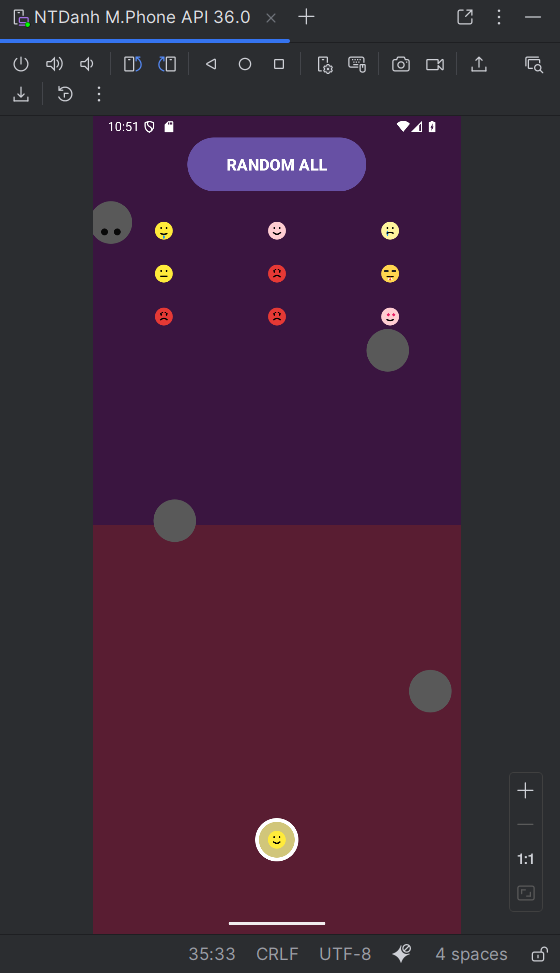 NTDanh M.Phone API 36.0
10:51
RANDOM ALL
1:1
35:33 CRLF UTF-8 4 spaces